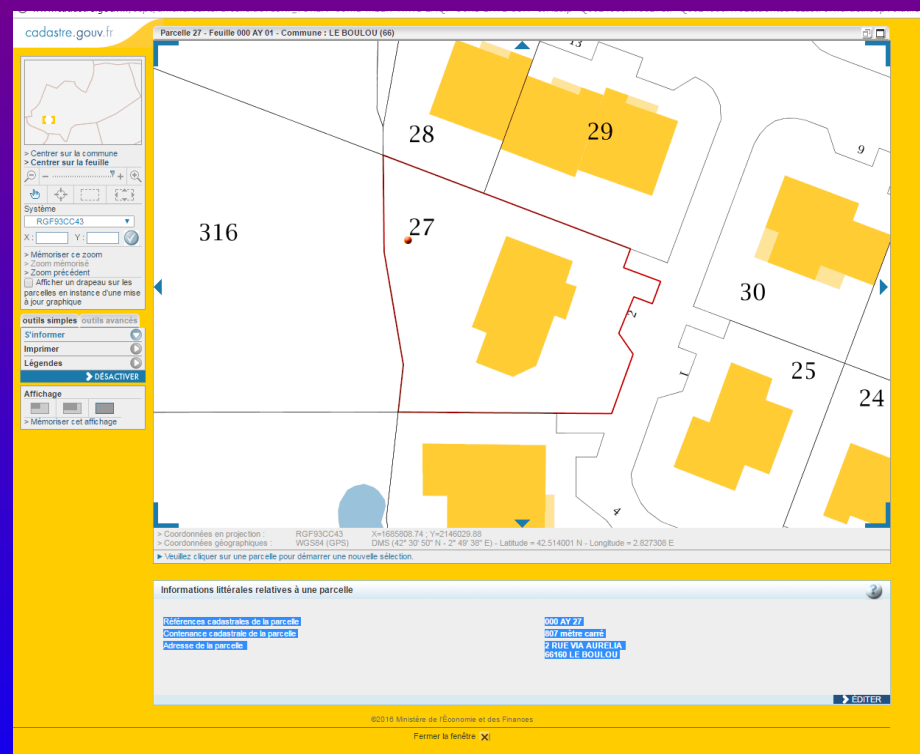 cadastre.gouv.fr
Parcelle 27 - Feuille 000 AY 01 - Commune : LE BOULOU (66)
> Centrer sur la commune
> Centrer sur la feuille
Système
RGF93CC43
X : Y :
> Mémoriser ce zoom
> Zoom mémorisé
> Zoom précédent
Afficher un drapeau sur les
parcelles en instance d'une mise
à jour graphique
outils simples outils avancés
S'informer
Imprimer
Légendes
DÉSACTIVER
Affichage
> Mémoriser cet affichage
13
28
29
9
316
27
30
2
1
25
24
4
> Coordonnées en projection : RGF93CC43 X=1685808.74 ; Y=2146029.88
> Coordonnées géographiques : WGS84 (GPS) DMS (42° 30' 50" N - 2° 49' 38" E) - Latitude = 42.514001 N - Longitude = 2.827308 E
Veuillez cliquer sur une parcelle pour démarrer une nouvelle sélection.
Informations littérales relatives à une parcelle
Références cadastrales de la parcelle 000 AY 27
Contenance cadastrale de la parcelle 807 mètre carré
Adresse de la parcelle 2 RUE VIA AURELIA
66160 LE BOULOU
ÉDITER
©2016 Ministère de l'Économie et des Finances
Fermer la fenêtre